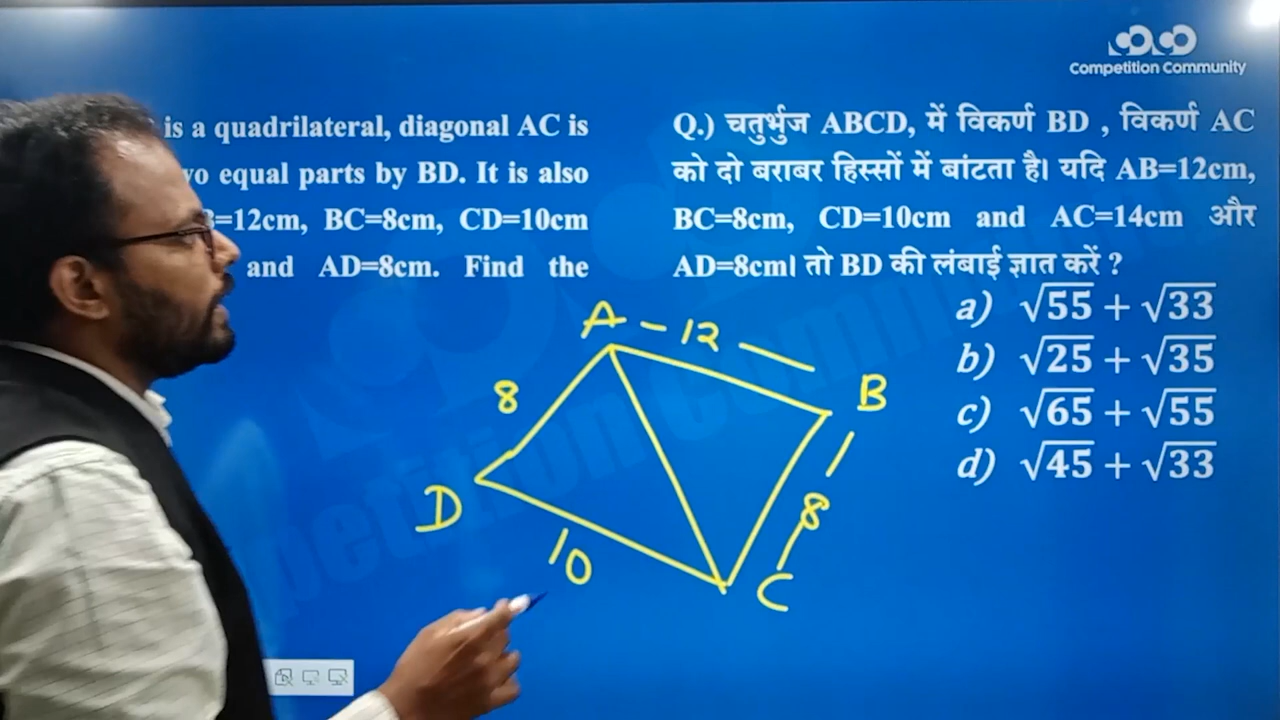 Competition Community
is a quadrilateral, diagonal AC is
equal parts by BD. It is also
=12cm, BC=8cm, CD=10cm
and AD=8cm. Find the
Q.) चतुर्भुज ABCD, में विकर्ण BD , विकर्ण AC
को दो बराबर हिस्सों में बांटता है। यदि AB=12cm,
BC=8cm, CD=10cm and AC=14cm और
AD=8cm। तो BD की लंबाई ज्ञात करें ?
a) √55 + √33
b) √25 + √35
c) √65 + √55
d) √45 + √33
A - 12
B
8
8
D
10
C